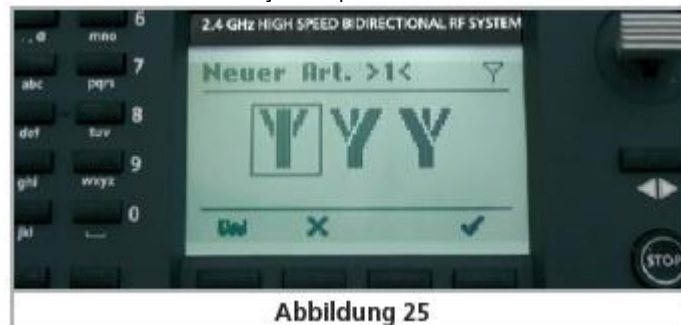 2.4 GHz HIGH SPEED BIDIRECTIONAL RF SYSTEM
6
mno
Neuer Art. >1<
7
abc
pqrs
8
def
tuv
9
ghi
wxyz
0
jkl
STOP
Abbildung 25